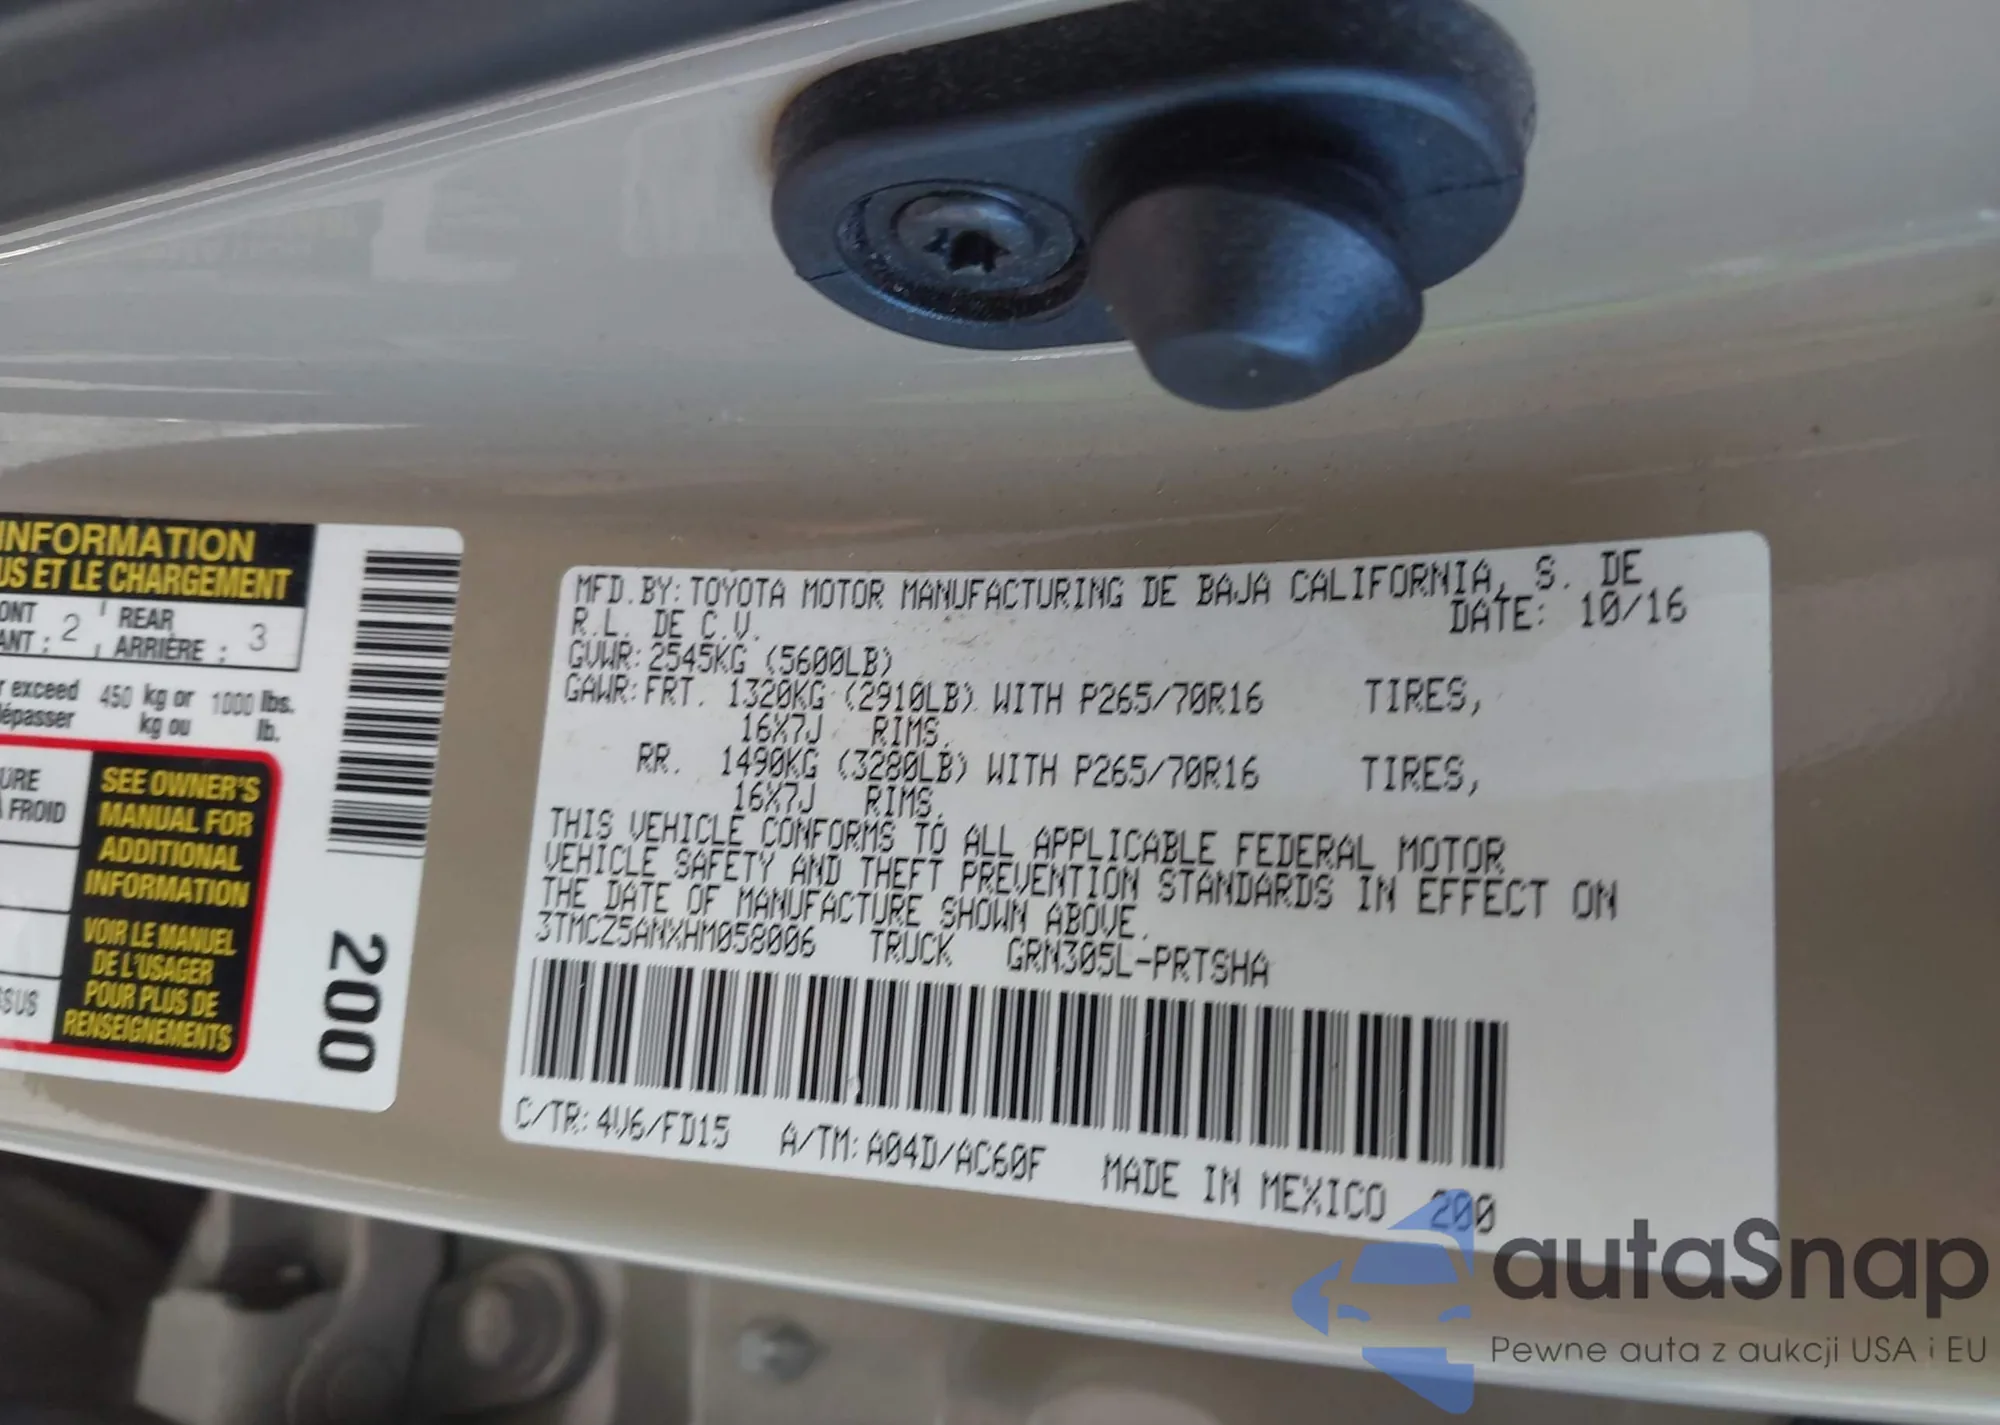 INFORMATION
US ET LE CHARGEMENT
ONT
ANT : 2
REAR
ARRIÈRE : 3
r exceed
épasser
450 kg or
kg ou
1000 lbs.
lb.
URE
À FROID
SSUS
SEE OWNER'S
MANUAL FOR
ADDITIONAL
INFORMATION
VOIR LE MANUEL
DE L'USAGER
POUR PLUS DE
RENSEIGNEMENTS
200
MFD. BY: TOYOTA MOTOR MANUFACTURING DE BAJA CALIFORNIA, S. DE
R.L. DE C.V. DATE: 10/16
GVWR: 2545KG (5600LB)
GAWR: FRT. 1320KG (2910LB) WITH P265/70R16 TIRES,
16X7J RIMS.
RR. 1490KG (3280LB) WITH P265/70R16 TIRES,
16X7J RIMS.
THIS VEHICLE CONFORMS TO ALL APPLICABLE FEDERAL MOTOR
VEHICLE SAFETY AND THEFT PREVENTION STANDARDS IN EFFECT ON
THE DATE OF MANUFACTURE SHOWN ABOVE.
3TMCZ5ANXHM058006 TRUCK GRN305L-PRTSHA
C/TR: 4V6/FD15 A/TM: A04D/AC60F MADE IN MEXICO 200
autaSnap
Pewne auta z aukcji USA i EU